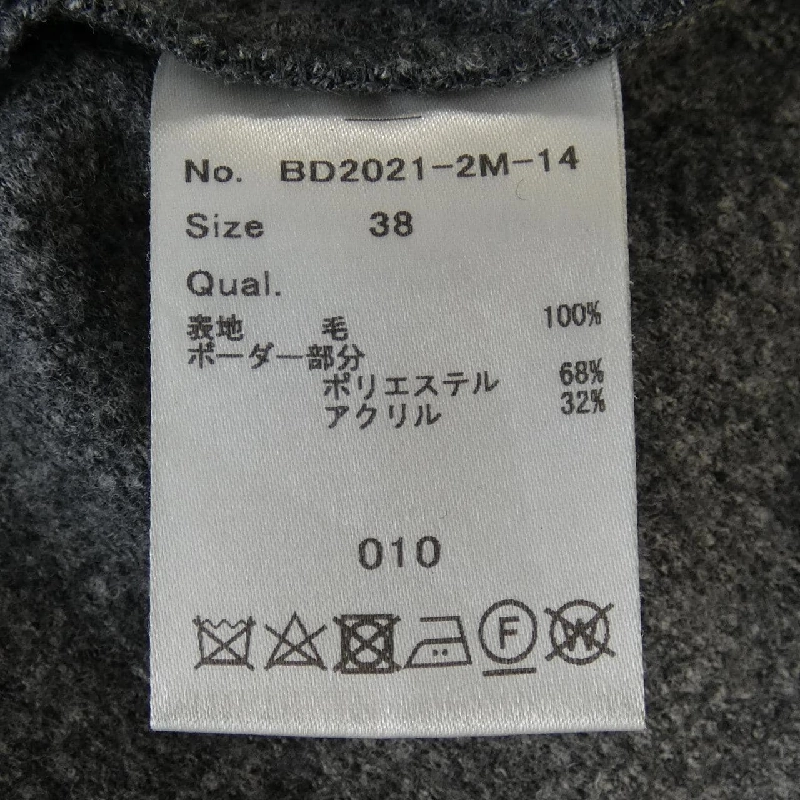 No. BD2021-2M-14
Size 38
Qual.
表地 毛 100%
ボーダー部分
ポリエステル 68%
アクリル 32%
010
F W